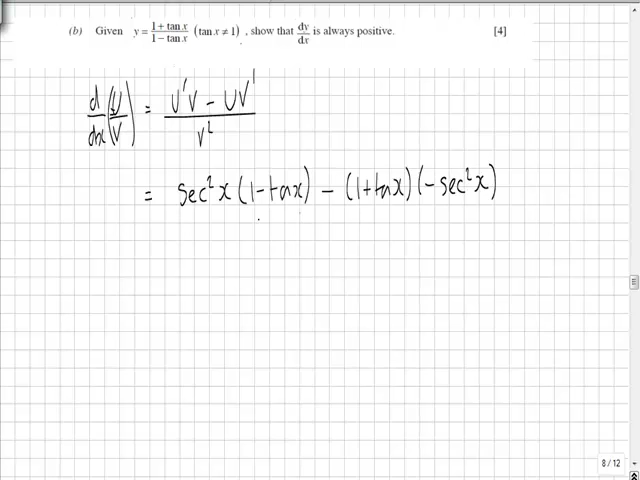 (b) Given y = (1 + tan x)/(1 − tan x) (tan x ≠ 1) , show that dy/dx is always positive. [4]
d/dx (U/V) = (U'V − UV')/V²
= sec²x (1 − tan x) − (1 + tan x)(− sec²x)
8 / 12